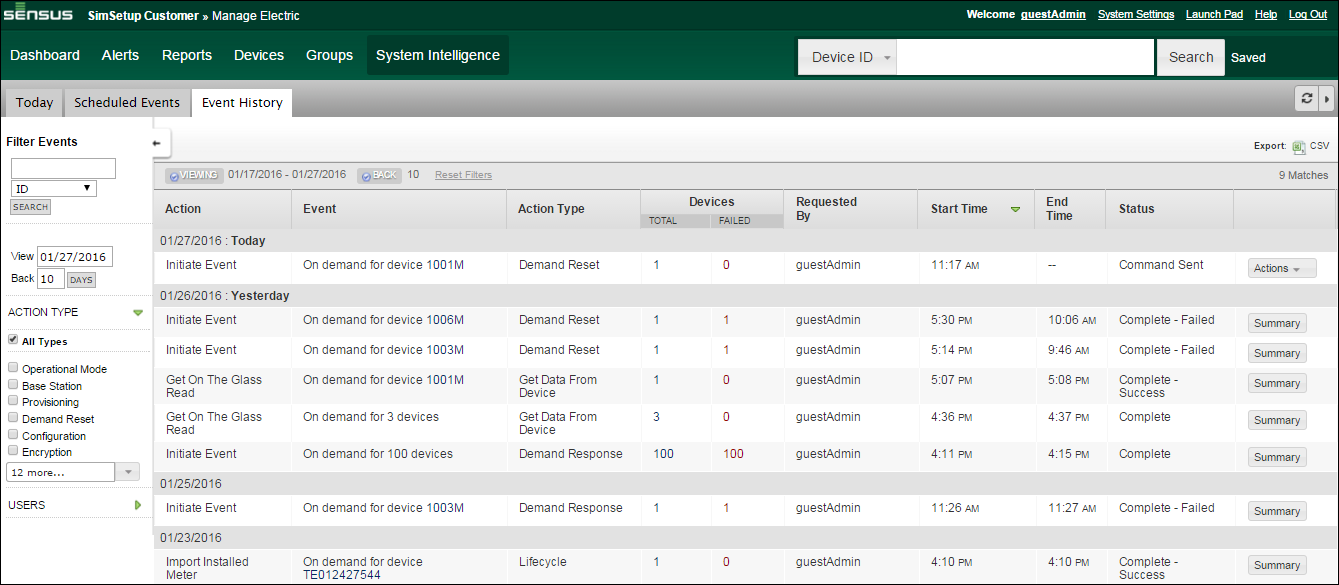 sensus SimSetup Customer » Manage Electric Welcome guestAdmin System Settings Launch Pad Help Log Out
Dashboard Alerts Reports Devices Groups System Intelligence Device ID Search Saved
Today Scheduled Events Event History
Filter Events
Export: CSV
ID
SEARCH
VIEWING 01/17/2016 - 01/27/2016 BACK 10 Reset Filters 9 Matches
View 01/27/2016
Back 10 DAYS
ACTION TYPE
All Types
Operational Mode
Base Station
Provisioning
Demand Reset
Configuration
Encryption
12 more...
USERS
Action Event Action Type Devices Requested By Start Time End Time Status
TOTAL FAILED
01/27/2016 : Today
Initiate Event On demand for device 1001M Demand Reset 1 0 guestAdmin 11:17 AM -- Command Sent Actions
01/26/2016 : Yesterday
Initiate Event On demand for device 1006M Demand Reset 1 1 guestAdmin 5:30 PM 10:06 AM Complete - Failed Summary
Initiate Event On demand for device 1003M Demand Reset 1 1 guestAdmin 5:14 PM 9:46 AM Complete - Failed Summary
Get On The Glass Read On demand for device 1001M Get Data From Device 1 0 guestAdmin 5:07 PM 5:08 PM Complete - Success Summary
Get On The Glass Read On demand for 3 devices Get Data From Device 3 0 guestAdmin 4:36 PM 4:37 PM Complete Summary
Initiate Event On demand for 100 devices Demand Response 100 100 guestAdmin 4:11 PM 4:15 PM Complete Summary
01/25/2016
Initiate Event On demand for device 1003M Demand Response 1 1 guestAdmin 11:26 AM 11:27 AM Complete - Failed Summary
01/23/2016
Import Installed Meter On demand for device TE012427544 Lifecycle 1 0 guestAdmin 4:10 PM 4:10 PM Complete - Success Summary